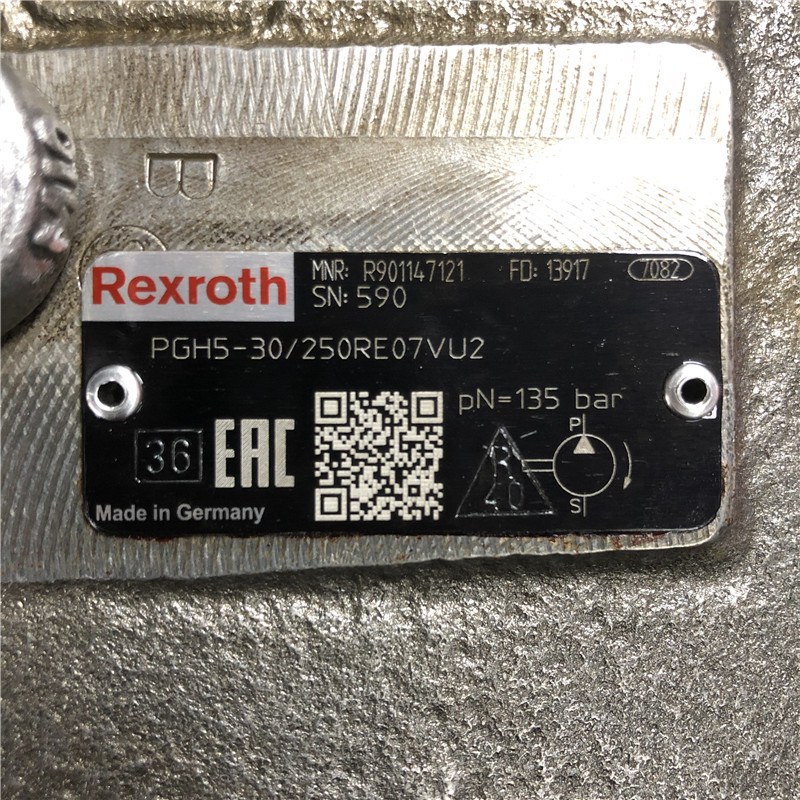 B
Rexroth
MNR: R901147121 FD: 13917 7082
SN: 590
PGH5-30/250RE07VU2
pN=135 bar
36 EAC
P
S
Made in Germany